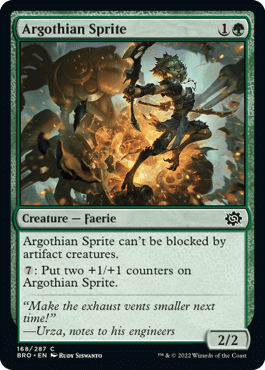 Argothian Sprite 1
Creature — Faerie
Argothian Sprite can't be blocked by
artifact creatures.
7: Put two +1/+1 counters on
Argothian Sprite.
“Make the exhaust vents smaller next
time!”
—Urza, notes to his engineers
2/2
168/287 C
BRO • EN Rudy Siswanto
™ & © 2022 Wizards of the Coast